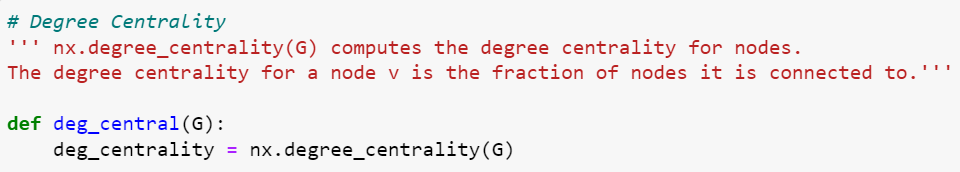 # Degree Centrality
''' nx.degree_centrality(G) computes the degree centrality for nodes.
The degree centrality for a node v is the fraction of nodes it is connected to.'''
def deg_central(G):
    deg_centrality = nx.degree_centrality(G)